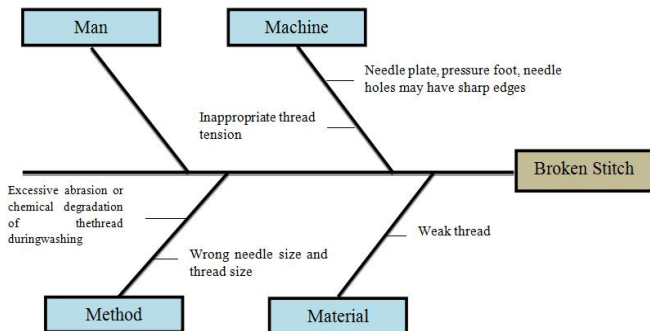 Man
Machine
Needle plate, pressure foot, needle
holes may have sharp edges
Inappropriate thread
tension
Broken Stitch
Excessive abrasion or
chemical degradation
of thethread
duringwashing
Weak thread
Wrong needle size and
thread size
Method
Material